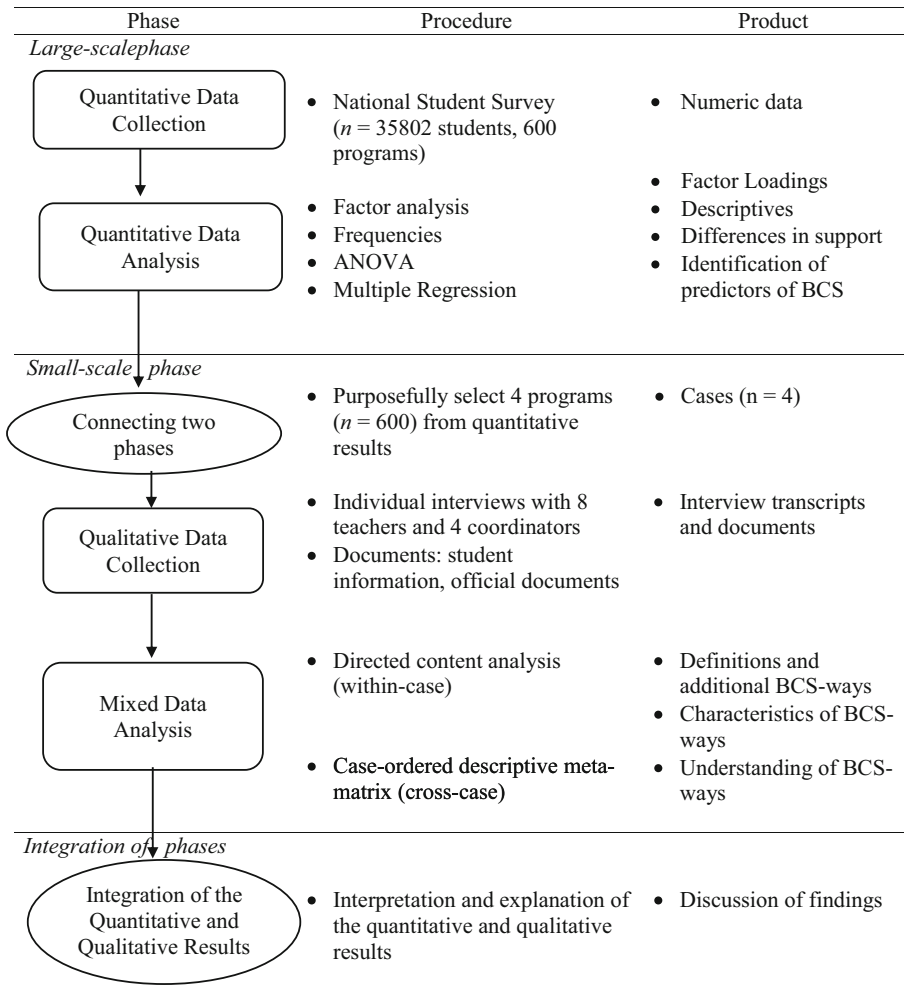 Phase Procedure Product
Large-scalephase
Quantitative Data
Collection
• National Student Survey
(n = 35802 students, 600
programs)
• Numeric data
Quantitative Data
Analysis
• Factor analysis
• Frequencies
• ANOVA
• Multiple Regression
• Factor Loadings
• Descriptives
• Differences in support
• Identification of
predictors of BCS
Small-scale phase
Connecting two
phases
• Purposefully select 4 programs
(n = 600) from quantitative
results
• Cases (n = 4)
Qualitative Data
Collection
• Individual interviews with 8
teachers and 4 coordinators
• Documents: student
information, official documents
• Interview transcripts
and documents
Mixed Data
Analysis
• Directed content analysis
(within-case)
• Case-ordered descriptive meta-
matrix (cross-case)
• Definitions and
additional BCS-ways
• Characteristics of BCS-
ways
• Understanding of BCS-
ways
Integration of phases
Integration of the
Quantitative and
Qualitative Results
• Interpretation and explanation of
the quantitative and qualitative
results
• Discussion of findings